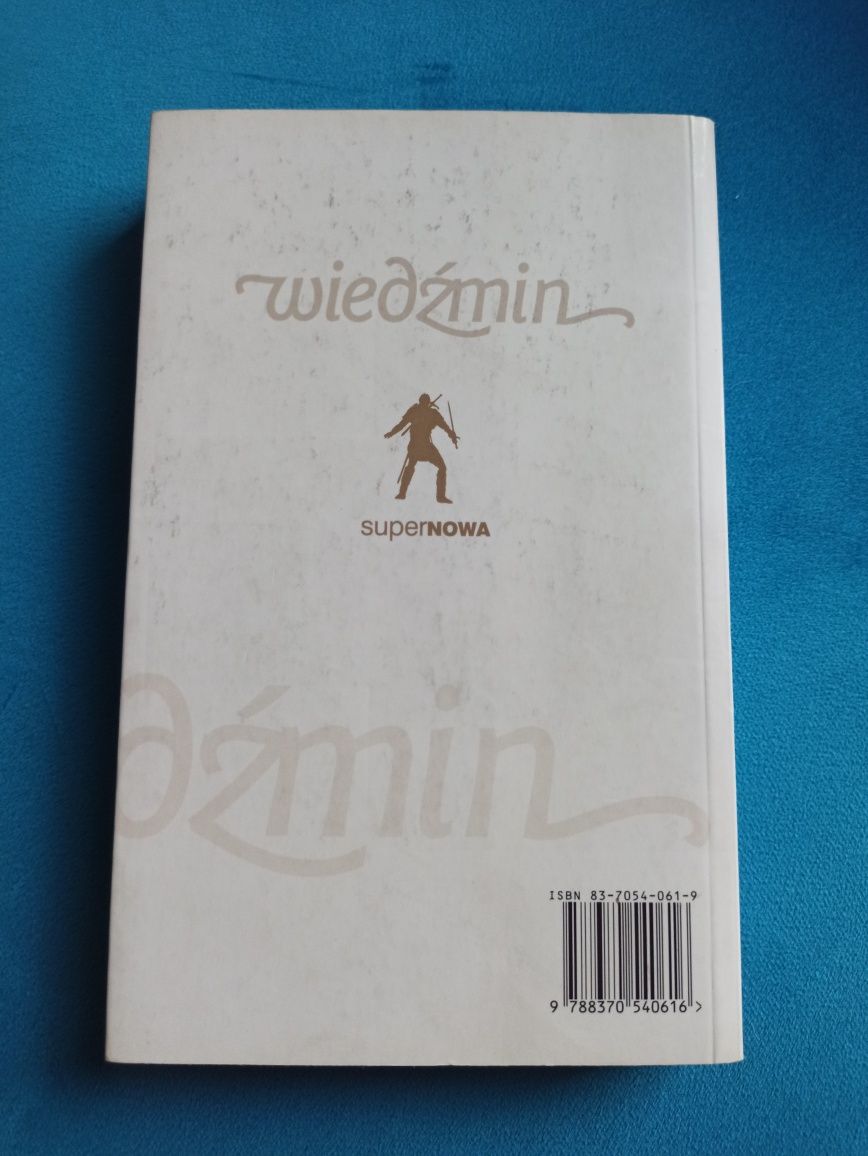 wiedźmin
superNOWA
dźmin
ISBN 83-7054-061-9
9 788370 540616 >